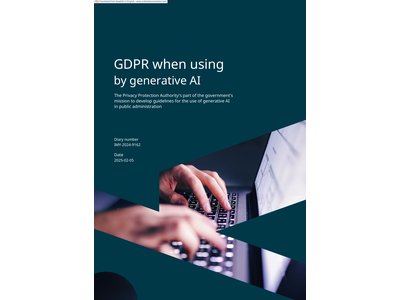 GDPR when using
by generative AI
The Privacy Protection Authority's part of the government's
mission to develop guidelines for the use of generative AI
in public administration
Diary number
IMY-2024-9162
Date
2025-02-05